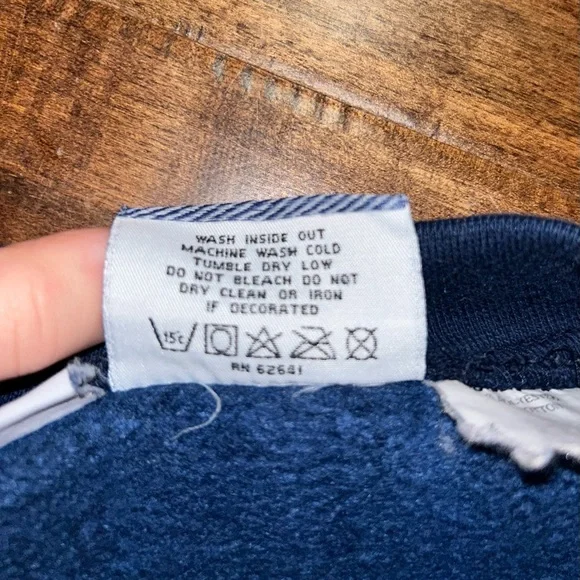 WASH INSIDE OUT
MACHINE WASH COLD
TUMBLE DRY LOW
DO NOT BLEACH DO NOT
DRY CLEAN OR IRON
IF DECORATED
15°C
RN 62681